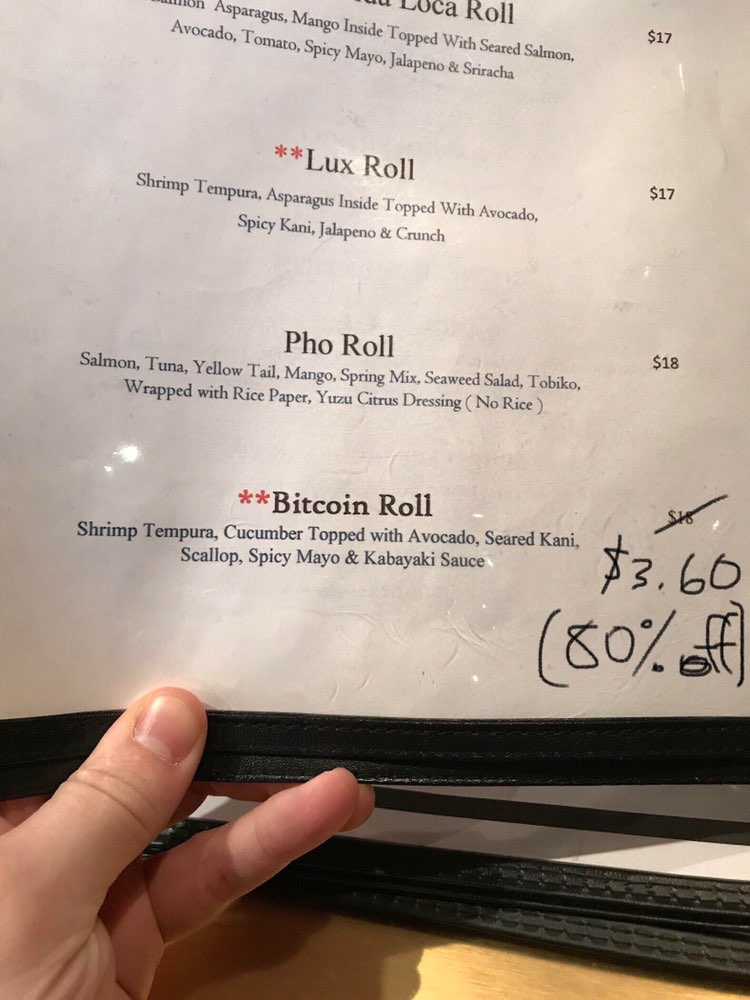 Loca Roll
Asparagus, Mango Inside Topped With Seared Salmon,
Avocado, Tomato, Spicy Mayo, Jalapeno & Sriracha
$17
**Lux Roll
Shrimp Tempura, Asparagus Inside Topped With Avocado,
Spicy Kani, Jalapeno & Crunch
$17
Pho Roll
Salmon, Tuna, Yellow Tail, Mango, Spring Mix, Seaweed Salad, Tobiko,
Wrapped with Rice Paper, Yuzu Citrus Dressing ( No Rice )
$18
**Bitcoin Roll
Shrimp Tempura, Cucumber Topped with Avocado, Seared Kani,
Scallop, Spicy Mayo & Kabayaki Sauce
$18
$3.60
(80% off)